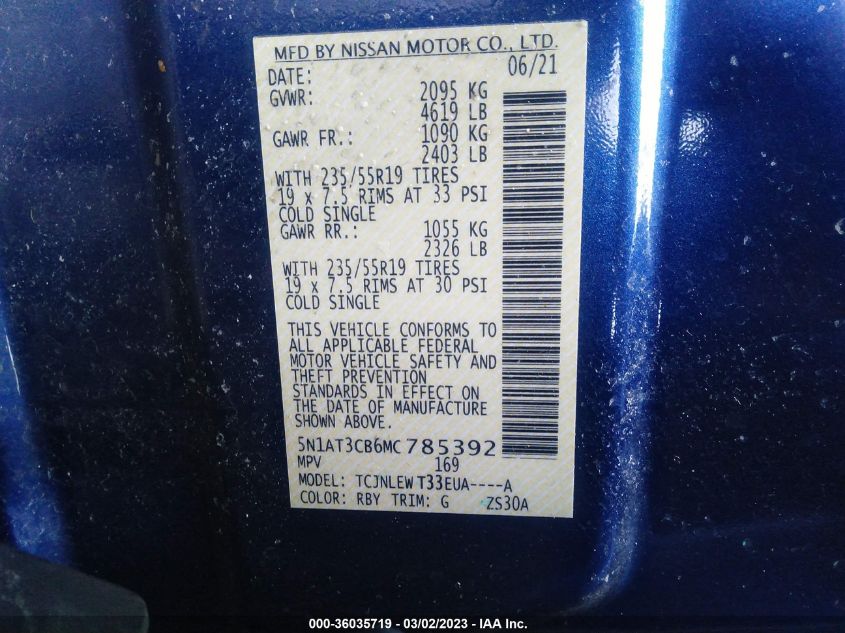 MFD BY NISSAN MOTOR CO., LTD.
DATE: 06/21
GVWR: 2095 KG
4619 LB
GAWR FR.: 1090 KG
2403 LB
WITH 235/55R19 TIRES
19 x 7.5 RIMS AT 33 PSI
COLD SINGLE
GAWR RR.: 1055 KG
2326 LB
WITH 235/55R19 TIRES
19 x 7.5 RIMS AT 30 PSI
COLD SINGLE
THIS VEHICLE CONFORMS TO
ALL APPLICABLE FEDERAL
MOTOR VEHICLE SAFETY AND
THEFT PREVENTION
STANDARDS IN EFFECT ON
THE DATE OF MANUFACTURE
SHOWN ABOVE.
5N1AT3CB6MC785392
MPV 169
MODEL: TCJNLEWT33EUA----A
COLOR: RBY TRIM: G ZS30A
000-36035719 - 03/02/2023 - IAA Inc.